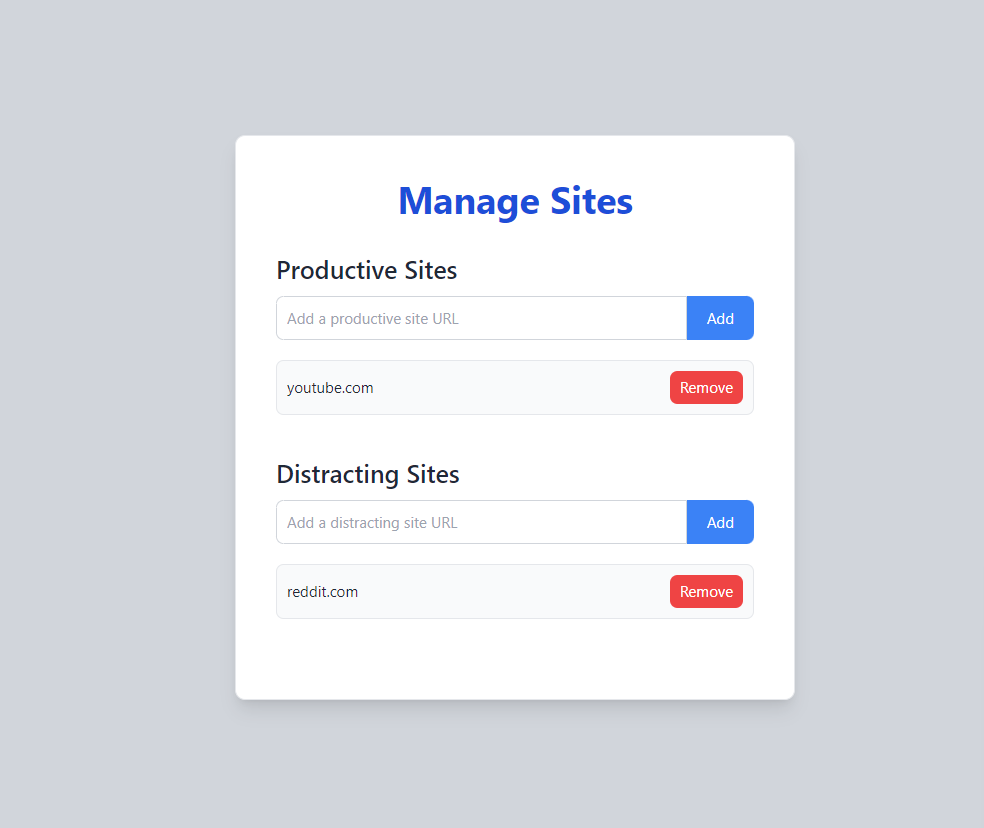 Manage Sites
Productive Sites
Add a productive site URL
Add
youtube.com
Remove
Distracting Sites
Add a distracting site URL
Add
reddit.com
Remove